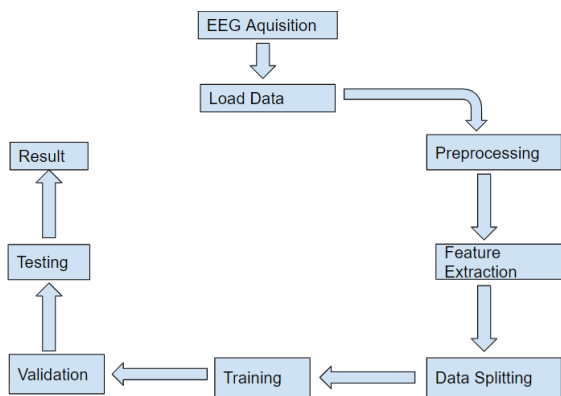 EEG Aquisition
Load Data
Preprocessing
Feature
Extraction
Data Splitting
Training
Validation
Testing
Result